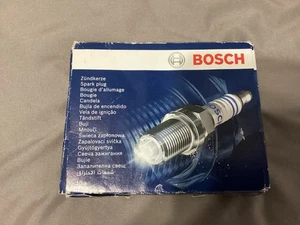 BOSCH
Zündkerze
Spark plug
Bougie d'allumage
Bougie
Candela
Bujía de encendido
Vela de ignição
Tändstift
Buji
Μπουζί
Świeca zapłonowa
Zapalovací svíčka
Gyújtógyertya
Свеча зажигания
Bujie
Запалителна свещ
شمعات الاحتراق